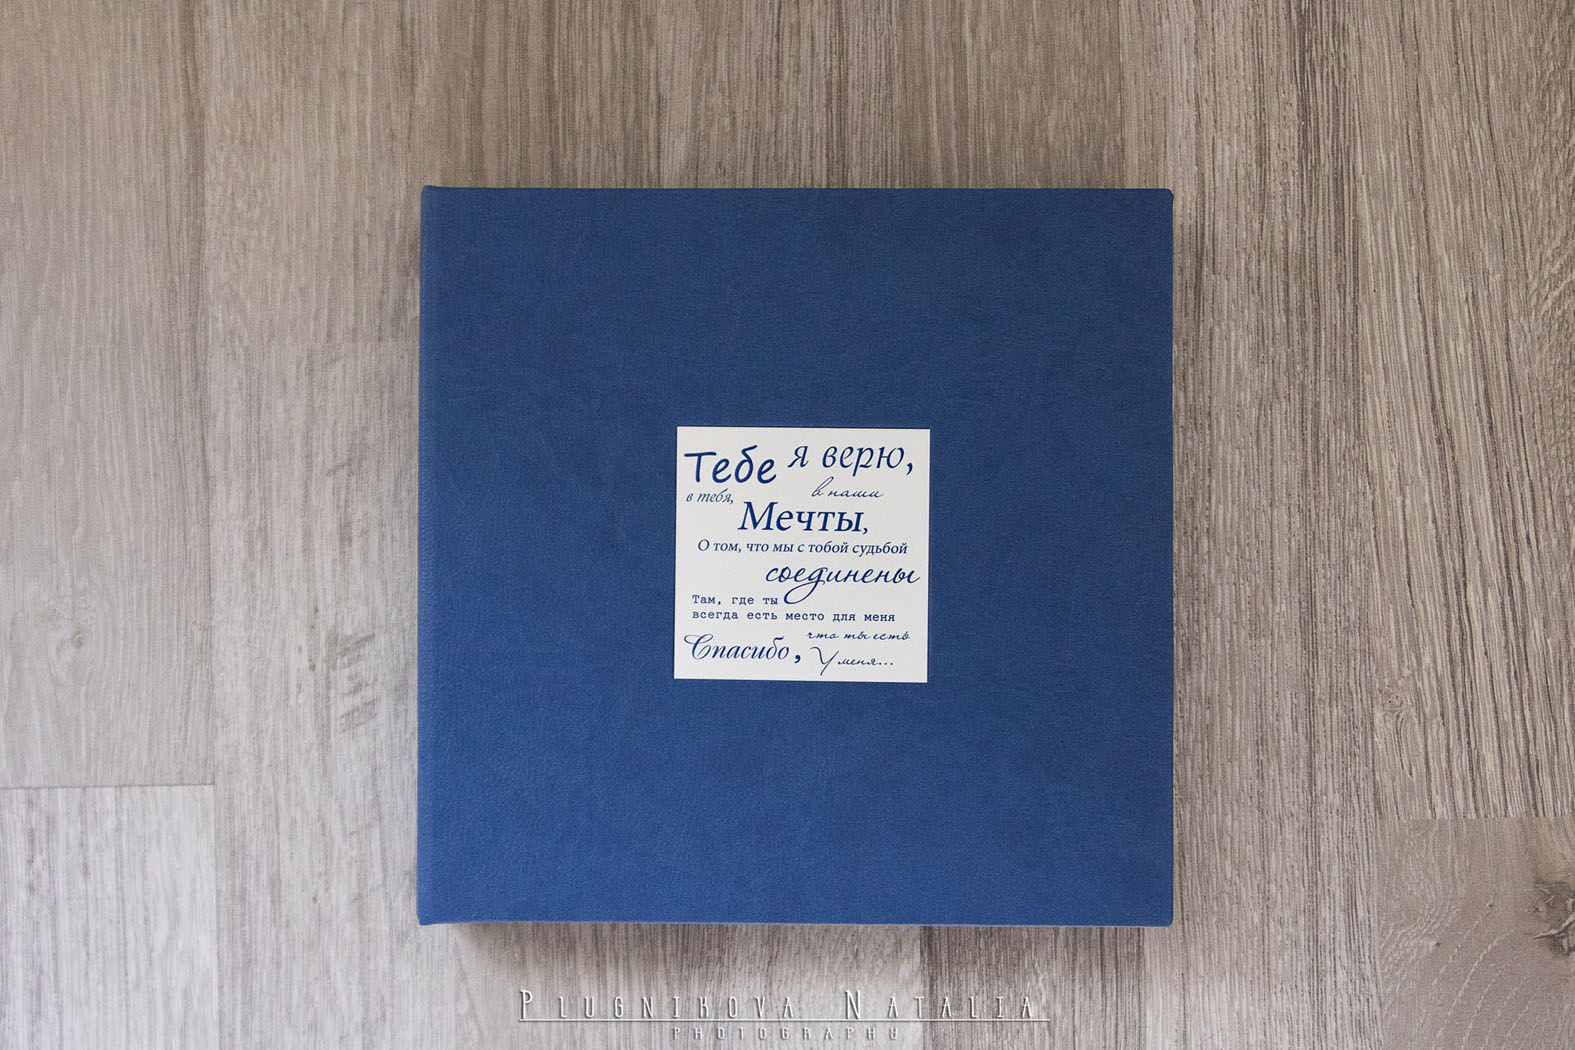 Тебе я верю,
в тебя, в наши
Мечты,
О том, что мы с тобой судьбой
соединены
Там, где ты
всегда есть место для меня
Спасибо, что ты есть
У меня...
Plugnikova Natalia
photography